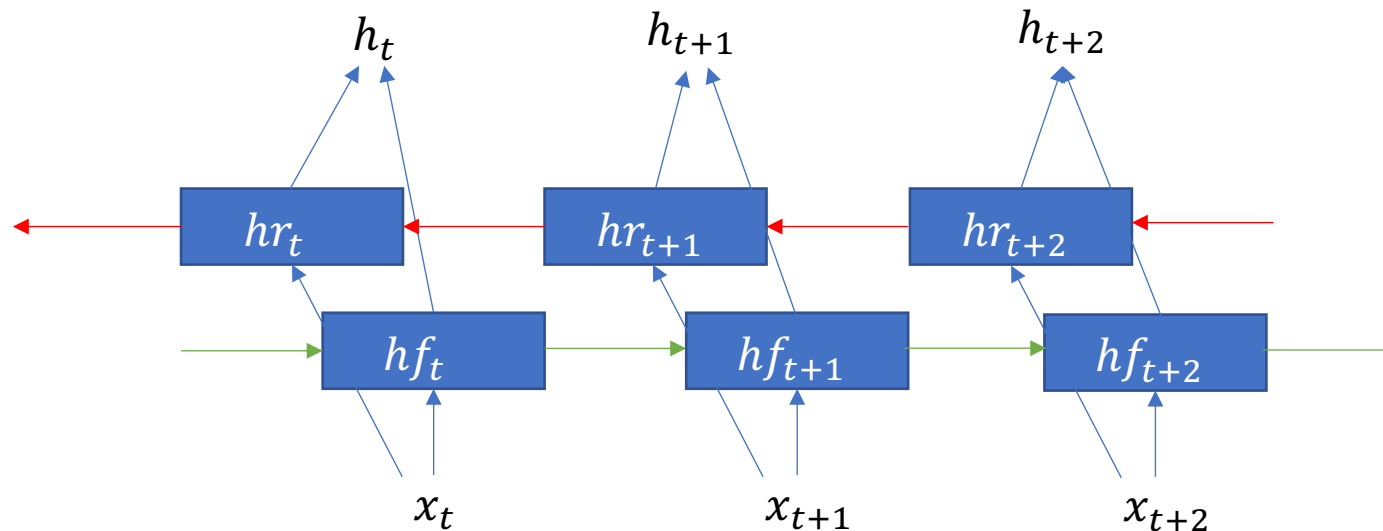 h_t h_{t+1} h_{t+2}
hr_t hr_{t+1} hr_{t+2}
hf_t hf_{t+1} hf_{t+2}
x_t x_{t+1} x_{t+2}